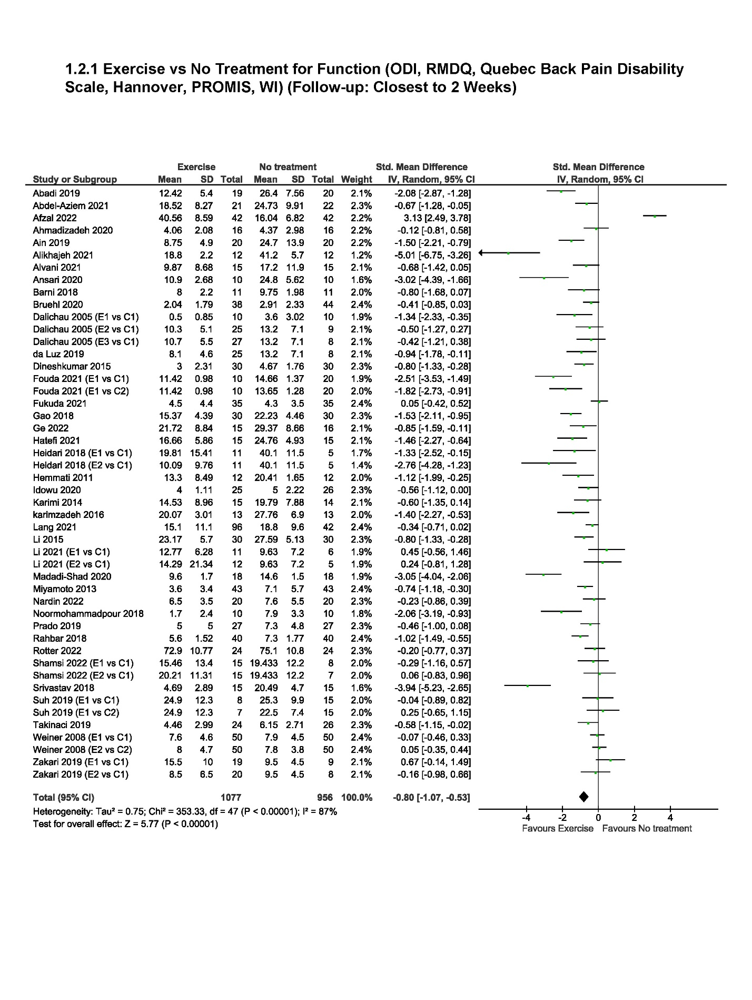 1.2.1 Exercise vs No Treatment for Function (ODI, RMDQ, Quebec Back Pain Disability
Scale, Hannover, PROMIS, WI) (Follow-up: Closest to 2 Weeks)
Exercise No treatment Std. Mean Difference Std. Mean Difference
Study or Subgroup Mean SD Total Mean SD Total Weight IV, Random, 95% CI IV, Random, 95% CI
Abadi 2019 12.42 5.4 19 26.4 7.56 20 2.1% -2.08 [-2.87, -1.28]
Abdel-Aziem 2021 18.52 8.27 21 24.73 9.91 22 2.3% -0.67 [-1.28, -0.05]
Afzal 2022 40.56 8.59 42 16.04 6.82 42 2.2% 3.13 [2.49, 3.78]
Ahmadizadeh 2020 4.06 2.08 16 4.37 2.98 16 2.2% -0.12 [-0.81, 0.58]
Ain 2019 8.75 4.9 20 24.7 13.9 20 2.2% -1.50 [-2.21, -0.79]
Alikhajeh 2021 18.8 2.2 12 41.2 5.7 12 1.2% -5.01 [-6.75, -3.26]
Alvani 2021 9.87 8.68 15 17.2 11.9 15 2.1% -0.68 [-1.42, 0.05]
Ansari 2020 10.9 2.68 10 24.8 5.62 10 1.6% -3.02 [-4.39, -1.66]
Barni 2018 8 2.2 11 9.75 1.98 11 2.0% -0.80 [-1.68, 0.07]
Bruehl 2020 2.04 1.79 38 2.91 2.33 44 2.4% -0.41 [-0.85, 0.03]
Dalichau 2005 (E1 vs C1) 0.5 0.85 10 3.6 3.02 10 1.9% -1.34 [-2.33, -0.35]
Dalichau 2005 (E2 vs C1) 10.3 5.1 25 13.2 7.1 9 2.1% -0.50 [-1.27, 0.27]
Dalichau 2005 (E3 vs C1) 10.7 5.5 27 13.2 7.1 8 2.1% -0.42 [-1.21, 0.38]
da Luz 2019 8.1 4.6 25 13.2 7.1 8 2.1% -0.94 [-1.78, -0.11]
Dineshkumar 2015 3 2.31 30 4.67 1.76 30 2.3% -0.80 [-1.33, -0.28]
Fouda 2021 (E1 vs C1) 11.42 0.98 10 14.66 1.37 20 1.9% -2.51 [-3.53, -1.49]
Fouda 2021 (E1 vs C2) 11.42 0.98 10 13.65 1.28 20 2.0% -1.82 [-2.73, -0.91]
Fukuda 2021 4.5 4.4 35 4.3 3.5 35 2.4% 0.05 [-0.42, 0.52]
Gao 2018 15.37 4.39 30 22.23 4.46 30 2.3% -1.53 [-2.11, -0.95]
Ge 2022 21.72 8.84 15 29.37 8.66 16 2.1% -0.85 [-1.59, -0.11]
Hatefi 2021 16.66 5.86 15 24.76 4.93 15 2.1% -1.46 [-2.27, -0.64]
Heidari 2018 (E1 vs C1) 19.81 15.41 11 40.1 11.5 5 1.7% -1.33 [-2.52, -0.15]
Heidari 2018 (E2 vs C1) 10.09 9.76 11 40.1 11.5 5 1.4% -2.76 [-4.28, -1.23]
Hemmati 2011 13.3 8.49 12 20.41 1.65 12 2.0% -1.12 [-1.99, -0.25]
Idowu 2020 4 1.11 25 5 2.22 26 2.3% -0.56 [-1.12, 0.00]
Karimi 2014 14.53 8.96 15 19.79 7.88 14 2.1% -0.60 [-1.35, 0.14]
karimzadeh 2016 20.07 3.01 13 27.76 6.9 13 2.0% -1.40 [-2.27, -0.53]
Lang 2021 15.1 11.1 96 18.8 9.6 42 2.4% -0.34 [-0.71, 0.02]
Li 2015 23.17 5.7 30 27.59 5.13 30 2.3% -0.80 [-1.33, -0.28]
Li 2021 (E1 vs C1) 12.77 6.28 11 9.63 7.2 6 1.9% 0.45 [-0.56, 1.46]
Li 2021 (E2 vs C1) 14.29 21.34 12 9.63 7.2 5 1.9% 0.24 [-0.81, 1.28]
Madadi-Shad 2020 9.6 1.7 18 14.6 1.5 18 1.9% -3.05 [-4.04, -2.06]
Miyamoto 2013 3.6 3.4 43 7.1 5.7 43 2.4% -0.74 [-1.18, -0.30]
Nardin 2022 6.5 3.5 20 7.6 5.5 20 2.3% -0.23 [-0.86, 0.39]
Noormohammadpour 2018 1.7 2.4 10 7.9 3.3 10 1.8% -2.06 [-3.19, -0.93]
Prado 2019 5 5 27 7.3 4.8 27 2.3% -0.46 [-1.00, 0.08]
Rahbar 2018 5.6 1.52 40 7.3 1.77 40 2.4% -1.02 [-1.49, -0.55]
Rotter 2022 72.9 10.77 24 75.1 10.8 24 2.3% -0.20 [-0.77, 0.37]
Shamsi 2022 (E1 vs C1) 15.46 13.4 15 19.433 12.2 8 2.0% -0.29 [-1.16, 0.57]
Shamsi 2022 (E2 vs C1) 20.21 11.31 15 19.433 12.2 7 2.0% 0.06 [-0.83, 0.96]
Srivastav 2018 4.69 2.89 15 20.49 4.7 15 1.6% -3.94 [-5.23, -2.65]
Suh 2019 (E1 vs C1) 24.9 12.3 8 25.3 9.9 15 2.0% -0.04 [-0.89, 0.82]
Suh 2019 (E1 vs C2) 24.9 12.3 7 22.5 7.4 15 2.0% 0.25 [-0.65, 1.15]
Takinaci 2019 4.46 2.99 24 6.15 2.71 26 2.3% -0.58 [-1.15, -0.02]
Weiner 2008 (E1 vs C1) 7.6 4.6 50 7.9 4.5 50 2.4% -0.07 [-0.46, 0.33]
Weiner 2008 (E2 vs C2) 8 4.7 50 7.8 3.8 50 2.4% 0.05 [-0.35, 0.44]
Zakari 2019 (E1 vs C1) 15.5 10 19 9.5 4.5 9 2.1% 0.67 [-0.14, 1.49]
Zakari 2019 (E2 vs C1) 8.5 6.5 20 9.5 4.5 8 2.1% -0.16 [-0.98, 0.66]
Total (95% CI) 1077 956 100.0% -0.80 [-1.07, -0.53]
Heterogeneity: Tau² = 0.75; Chi² = 353.33, df = 47 (P < 0.00001); I² = 87%
Test for overall effect: Z = 5.77 (P < 0.00001)
-4 -2 0 2 4
Favours Exercise Favours No treatment